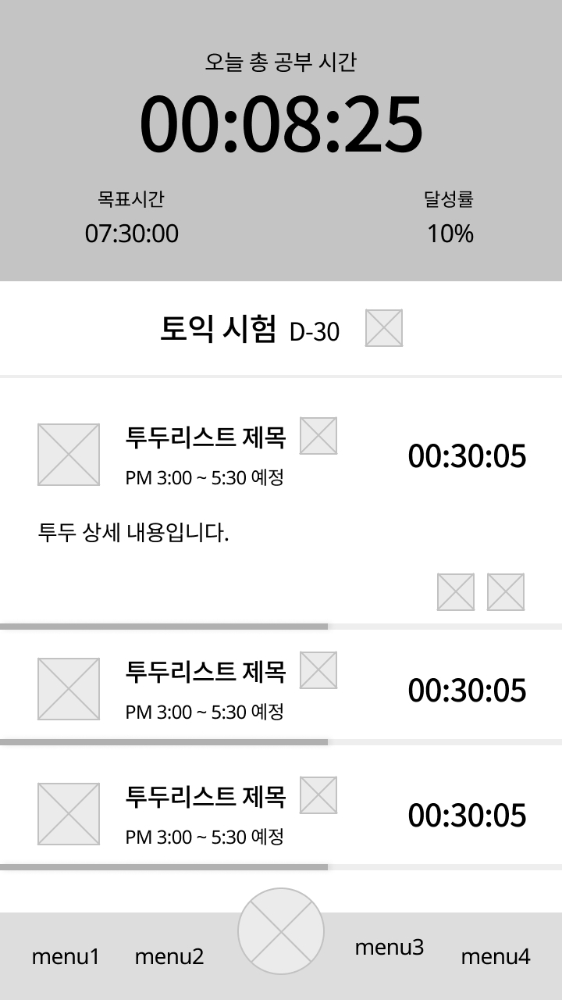 오늘 총 공부 시간
00:08:25
목표시간
달성률
07:30:00
10%
토익 시험 D-30
투두리스트 제목
PM 3:00 ~ 5:30 예정
00:30:05
투두 상세 내용입니다.
투두리스트 제목
PM 3:00 ~ 5:30 예정
00:30:05
투두리스트 제목
PM 3:00 ~ 5:30 예정
00:30:05
menu1 menu2 menu3 menu4